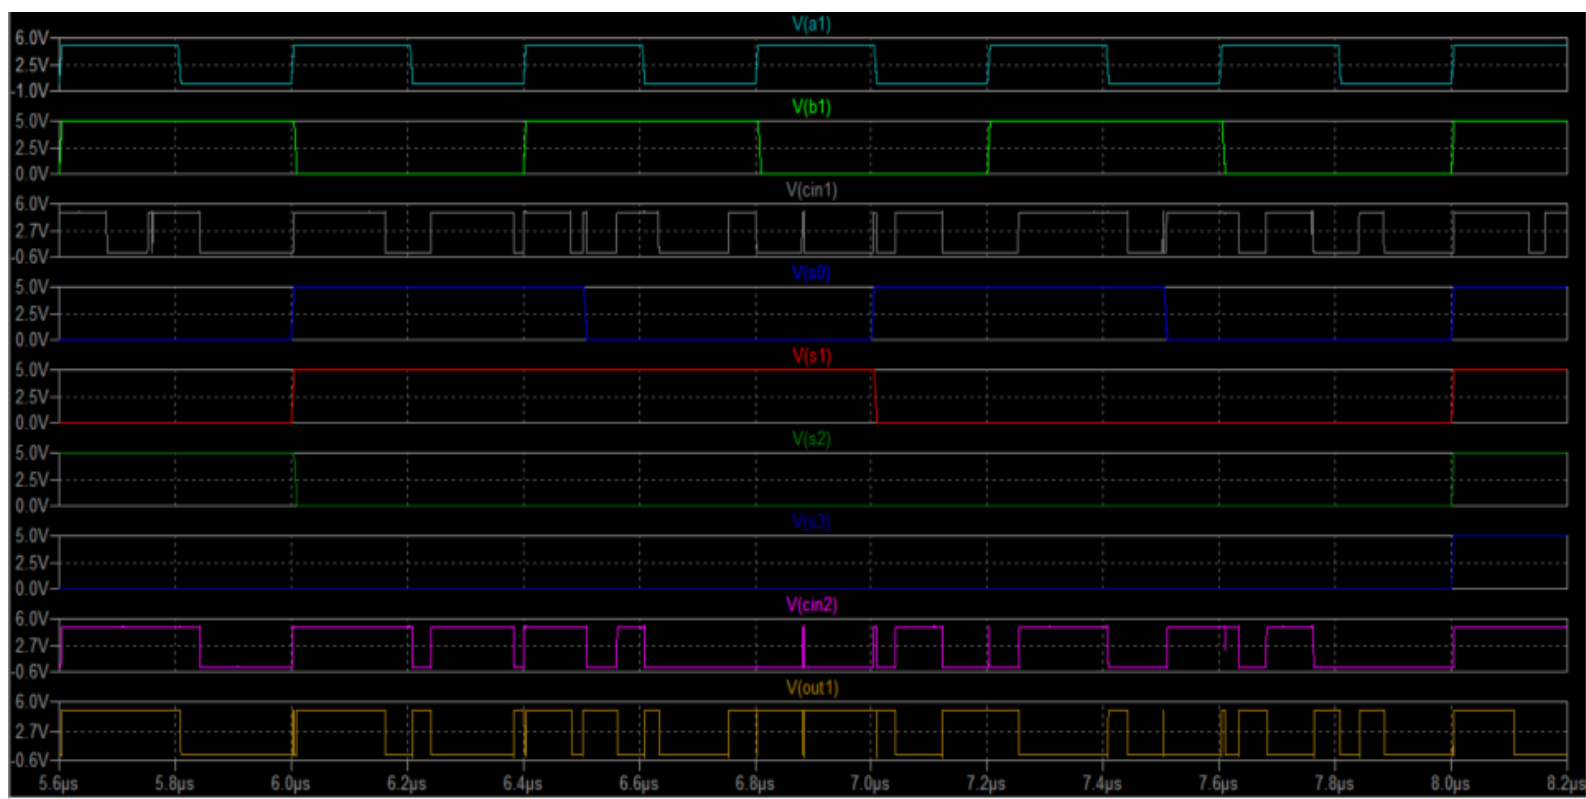 V(a1)
6.0V
2.5V
-1.0V
V(b1)
5.0V
2.5V
0.0V
V(cin1)
6.0V
2.7V
-0.6V
V(s0)
5.0V
2.5V
0.0V
V(s1)
5.0V
2.5V
0.0V
V(s2)
5.0V
2.5V
0.0V
V(s3)
5.0V
2.5V
0.0V
V(cin2)
6.0V
2.7V
-0.6V
V(out1)
6.0V
2.7V
-0.6V
5.6µs 5.8µs 6.0µs 6.2µs 6.4µs 6.6µs 6.8µs 7.0µs 7.2µs 7.4µs 7.6µs 7.8µs 8.0µs 8.2µs